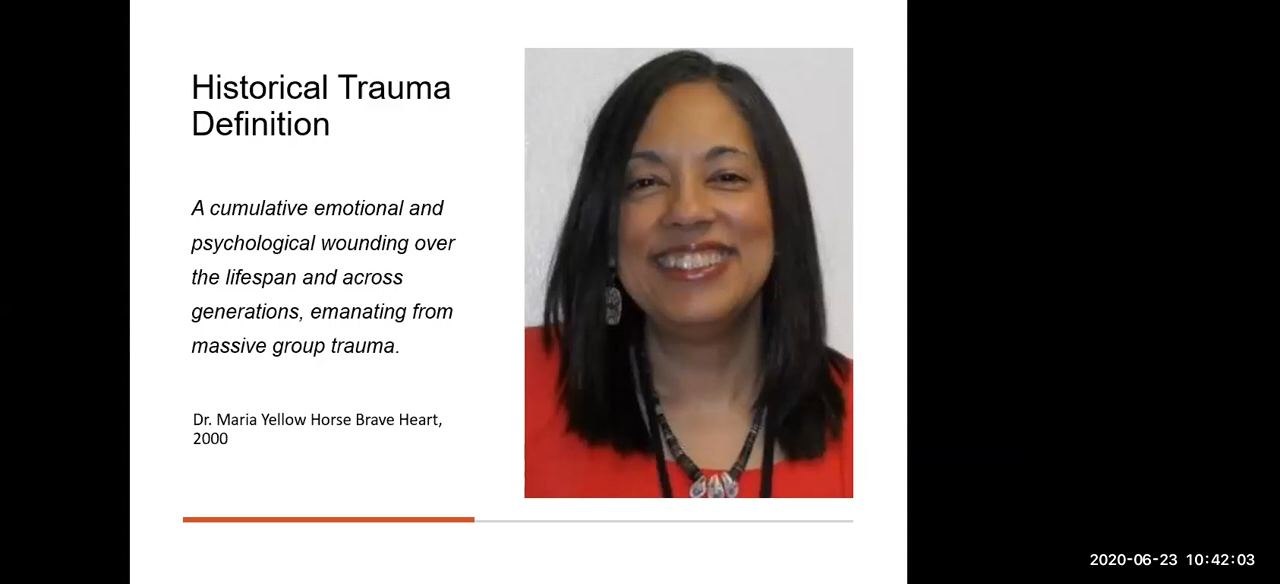 Historical Trauma
Definition
A cumulative emotional and
psychological wounding over
the lifespan and across
generations, emanating from
massive group trauma.
Dr. Maria Yellow Horse Brave Heart,
2000
2020-06-23 10:42:03